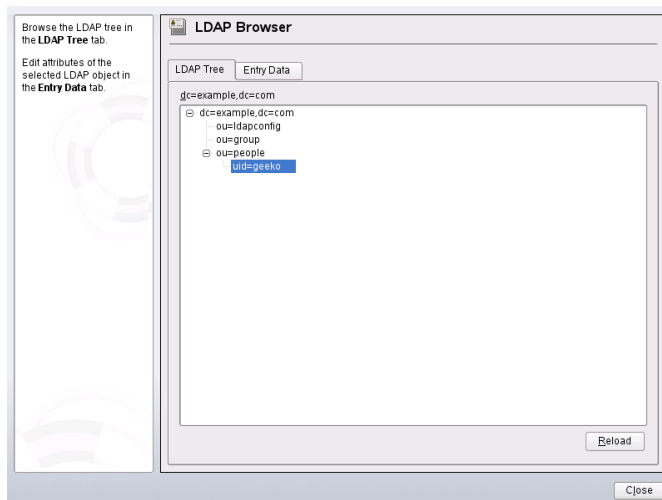 Browse the LDAP tree in
the LDAP Tree tab.
Edit attributes of the
selected LDAP object in
the Entry Data tab.
LDAP Browser
LDAP Tree
Entry Data
dc=example,dc=com
dc=example,dc=com
ou=ldapconfig
ou=group
ou=people
uid=geeko
Reload
Close